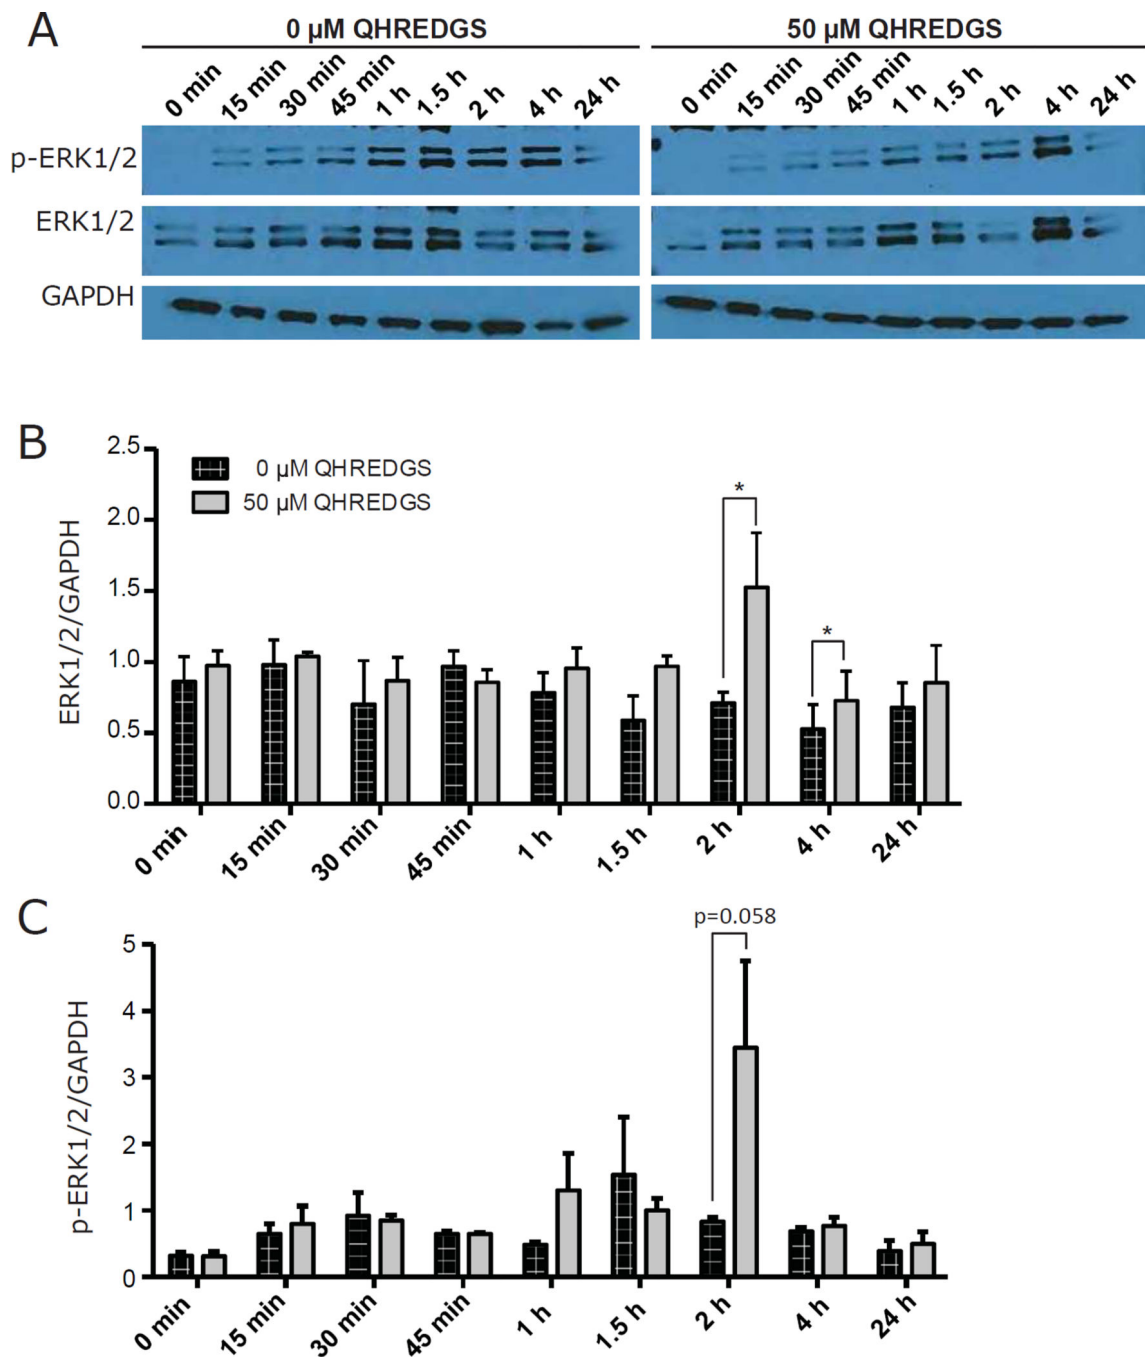 A
0 µM QHREDGS
50 µM QHREDGS
0 min 15 min 30 min 45 min 1 h 1.5 h 2 h 4 h 24 h
0 min 15 min 30 min 45 min 1 h 1.5 h 2 h 4 h 24 h
p-ERK1/2
ERK1/2
GAPDH
B
2.5
2.0
1.5
1.0
0.5
0.0
ERK1/2/GAPDH
0 µM QHREDGS
50 µM QHREDGS
*
*
0 min 15 min 30 min 45 min 1 h 1.5 h 2 h 4 h 24 h
C
p=0.058
5
4
3
2
1
0
p-ERK1/2/GAPDH
0 min 15 min 30 min 45 min 1 h 1.5 h 2 h 4 h 24 h